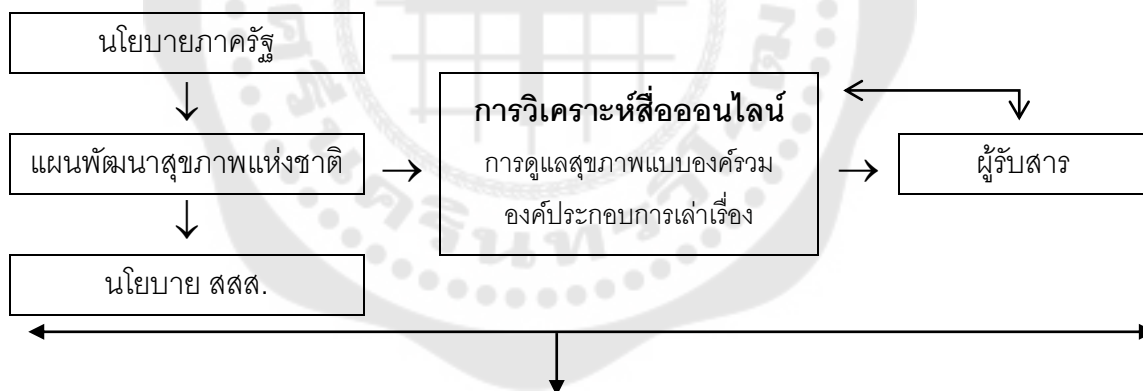 นโยบายภาครัฐ
แผนพัฒนาสุขภาพแห่งชาติ
นโยบาย สสส.
การวิเคราะห์สื่อออนไลน์
การดูแลสุขภาพแบบองค์รวม
องค์ประกอบการเล่าเรื่อง
ผู้รับสาร